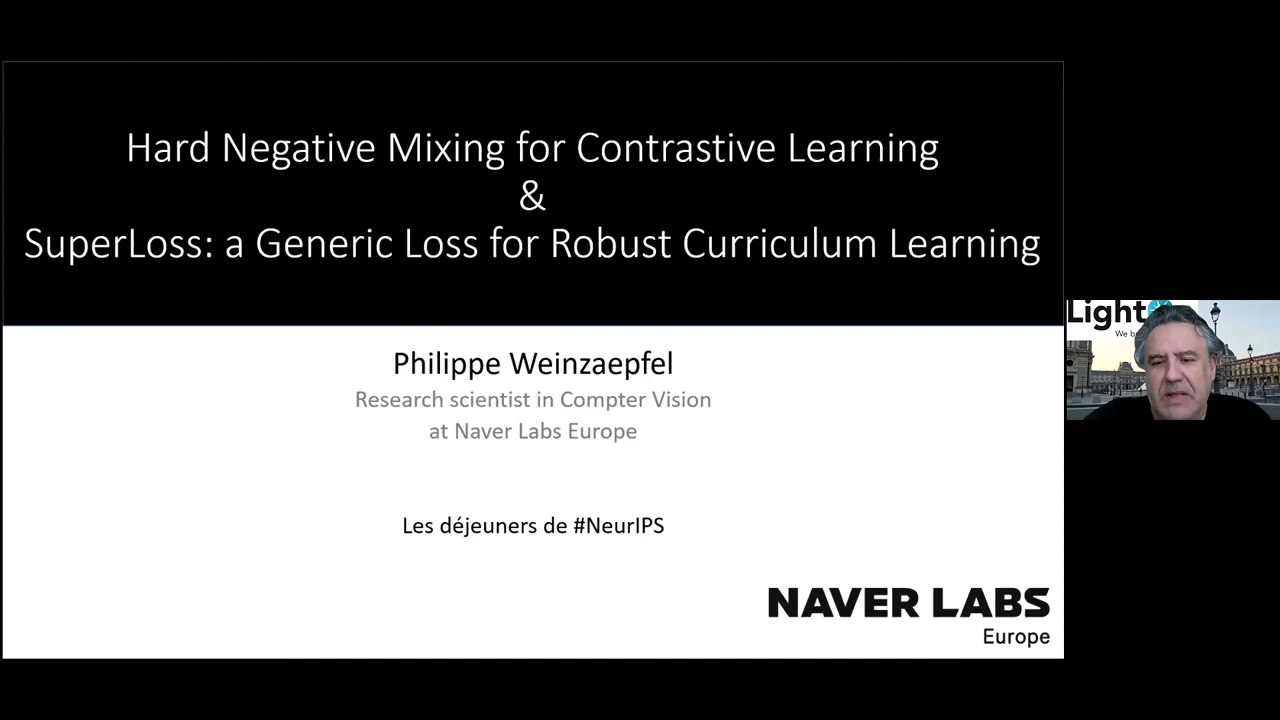 Hard Negative Mixing for Contrastive Learning
&
SuperLoss: a Generic Loss for Robust Curriculum Learning
Philippe Weinzaepfel
Research scientist in Compter Vision
at Naver Labs Europe
Les déjeuners de #NeurIPS
NAVER LABS
Europe
Light
We